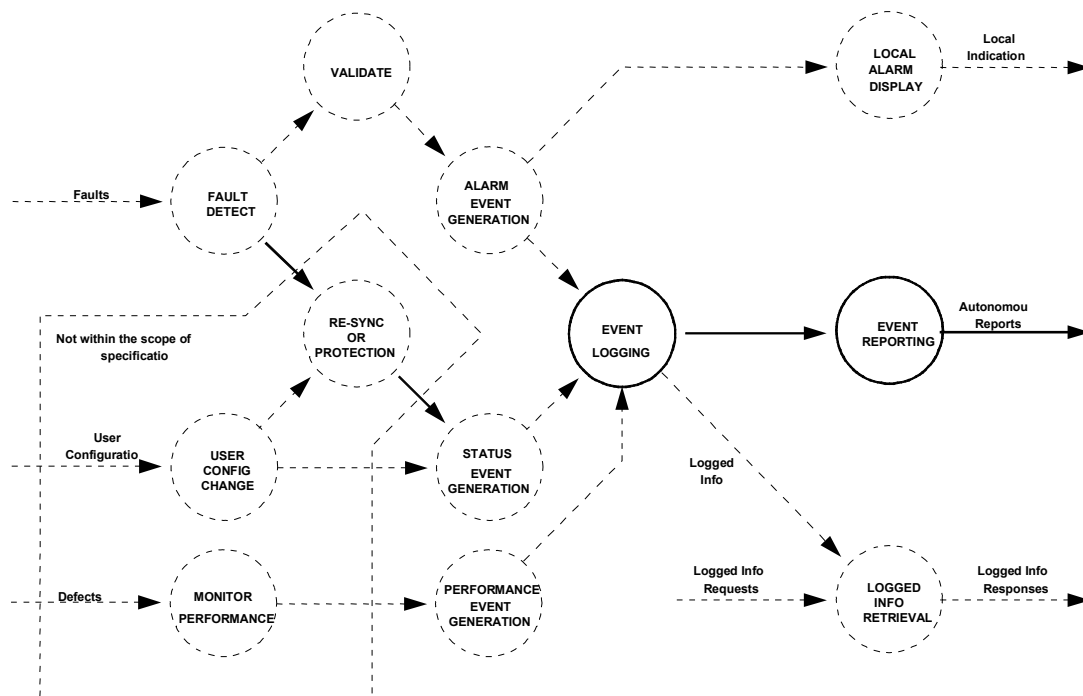 Local
Indication
LOCAL
ALARM
DISPLAY
VALIDATE
Faults
FAULT
DETECT
ALARM
EVENT
GENERATION
RE-SYNC
OR
PROTECTION
Not within the scope of
specificatio
EVENT
LOGGING
EVENT
REPORTING
Autonomou
Reports
User
Configuratio
USER
CONFIG
CHANGE
STATUS
EVENT
GENERATION
Logged
Info
Defects
MONITOR
PERFORMANCE
PERFORMANCE
EVENT
GENERATION
Logged Info
Requests
LOGGED
INFO
RETRIEVAL
Logged Info
Responses